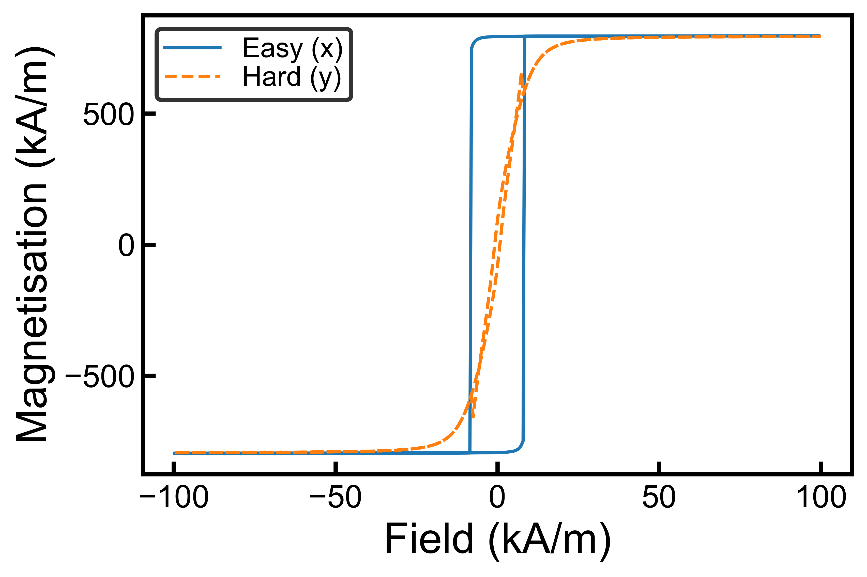 Easy (x)
Hard (y)
Magnetisation (kA/m)
500
0
−500
−100
−50
0
50
100
Field (kA/m)